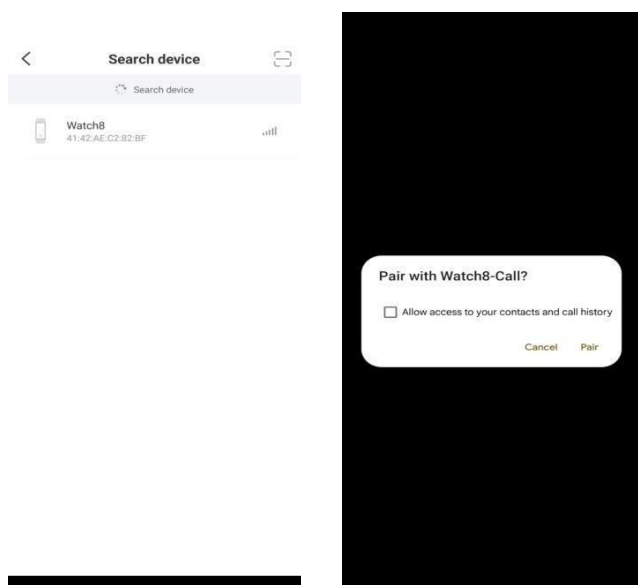 Search device
Search device
Watch8
41:42:AE:C2:82:BF
Pair with Watch8-Call?
Allow access to your contacts and call history
Cancel Pair